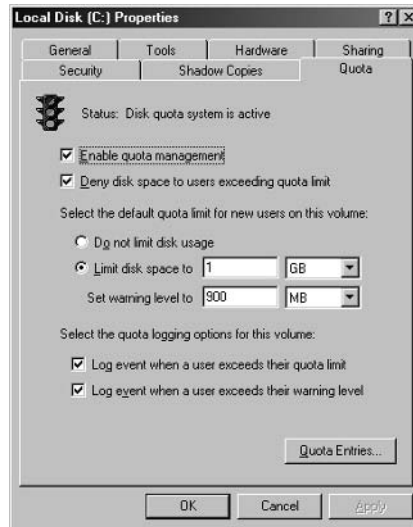 Local Disk (C:) Properties
General Tools Hardware Sharing
Security Shadow Copies Quota
Status: Disk quota system is active
Enable quota management
Deny disk space to users exceeding quota limit
Select the default quota limit for new users on this volume:
Do not limit disk usage
Limit disk space to 1 GB
Set warning level to 900 MB
Select the quota logging options for this volume:
Log event when a user exceeds their quota limit
Log event when a user exceeds their warning level
Quota Entries...
OK Cancel Apply